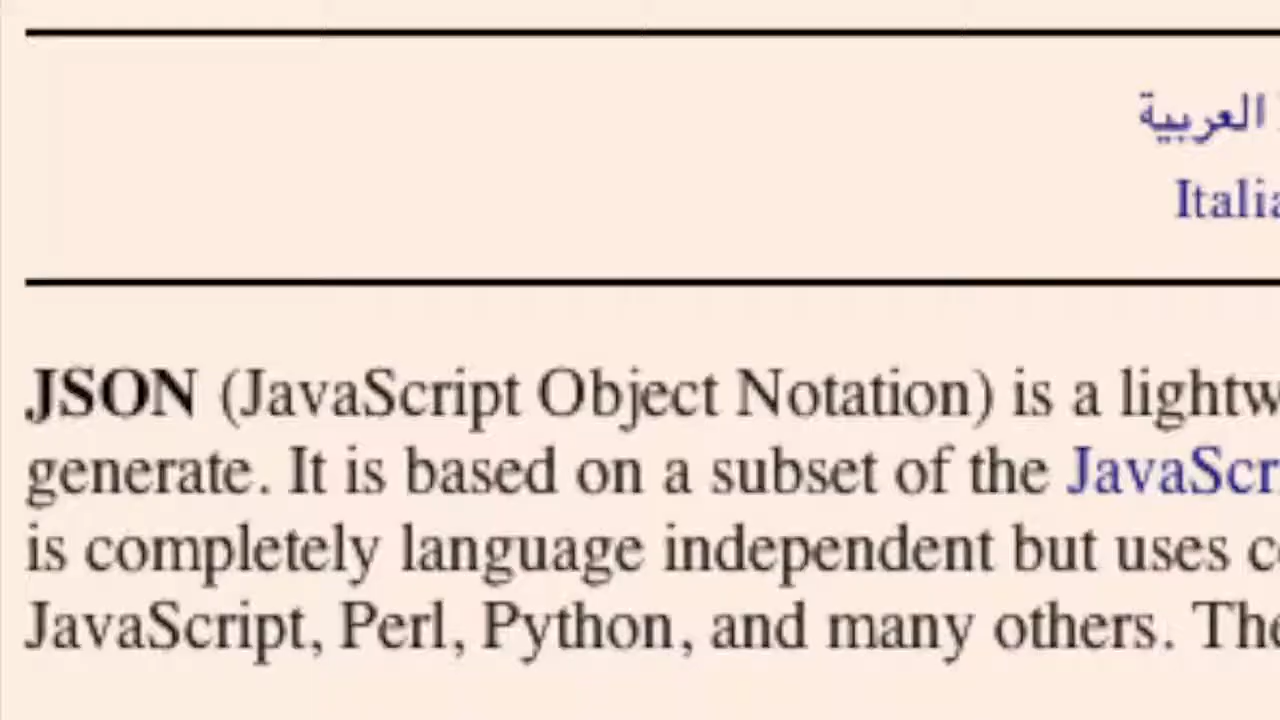 العربية
Italia
JSON (JavaScript Object Notation) is a lightw
generate. It is based on a subset of the JavaScr
is completely language independent but uses c
JavaScript, Perl, Python, and many others. The